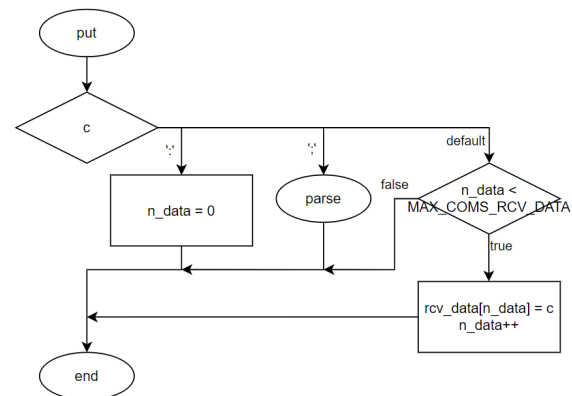 put
c
':'
';'
default
n_data = 0
parse
false
n_data <
MAX_COMS_RCV_DATA
true
rcv_data[n_data] = c
n_data++
end